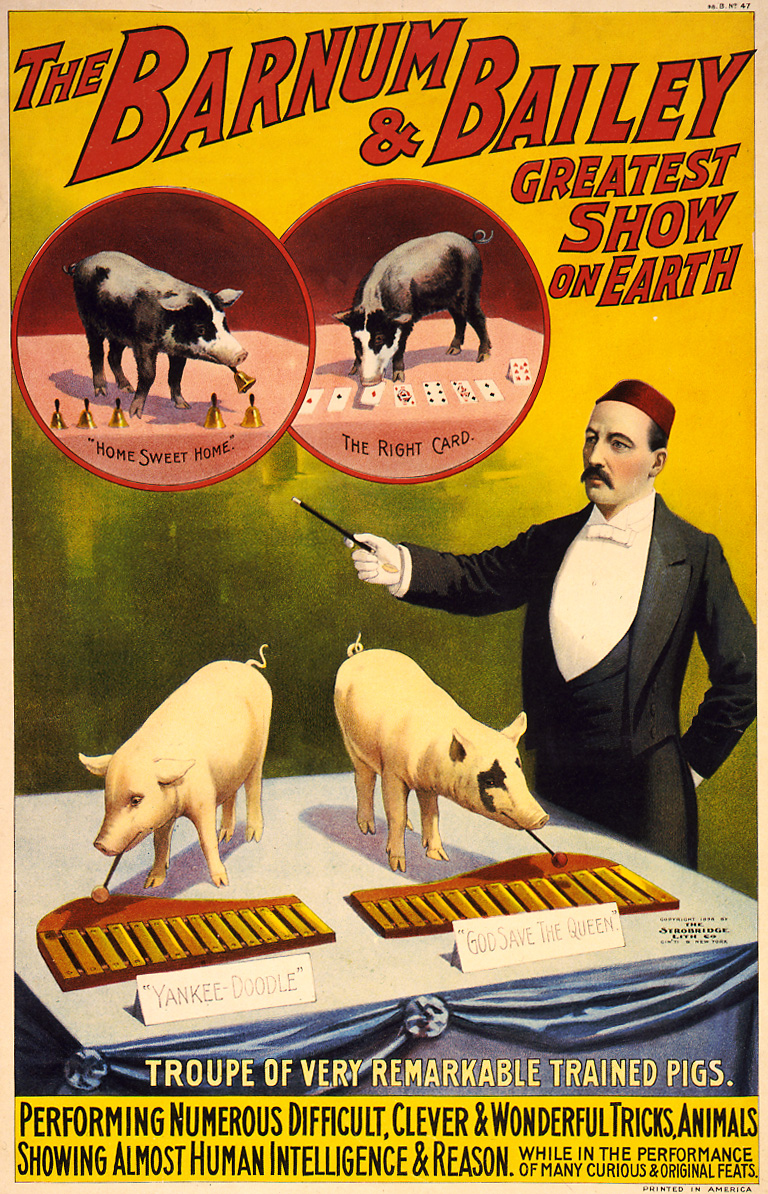 No. B. No 47
THE BARNUM
& BAILEY
GREATEST
SHOW
ON EARTH
"HOME SWEET HOME."
THE RIGHT CARD.
"GOD SAVE THE QUEEN."
COPYRIGHT 1898 BY
THE
STROBRIDGE
LITH CO
CIN'TI & NEW YORK
"YANKEE-DOODLE"
TROUPE OF VERY REMARKABLE TRAINED PIGS.
PERFORMING NUMEROUS DIFFICULT, CLEVER & WONDERFUL TRICKS, ANIMALS
SHOWING ALMOST HUMAN INTELLIGENCE & REASON. WHILE IN THE PERFORMANCE
OF MANY CURIOUS & ORIGINAL FEATS.
PRINTED IN AMERICA